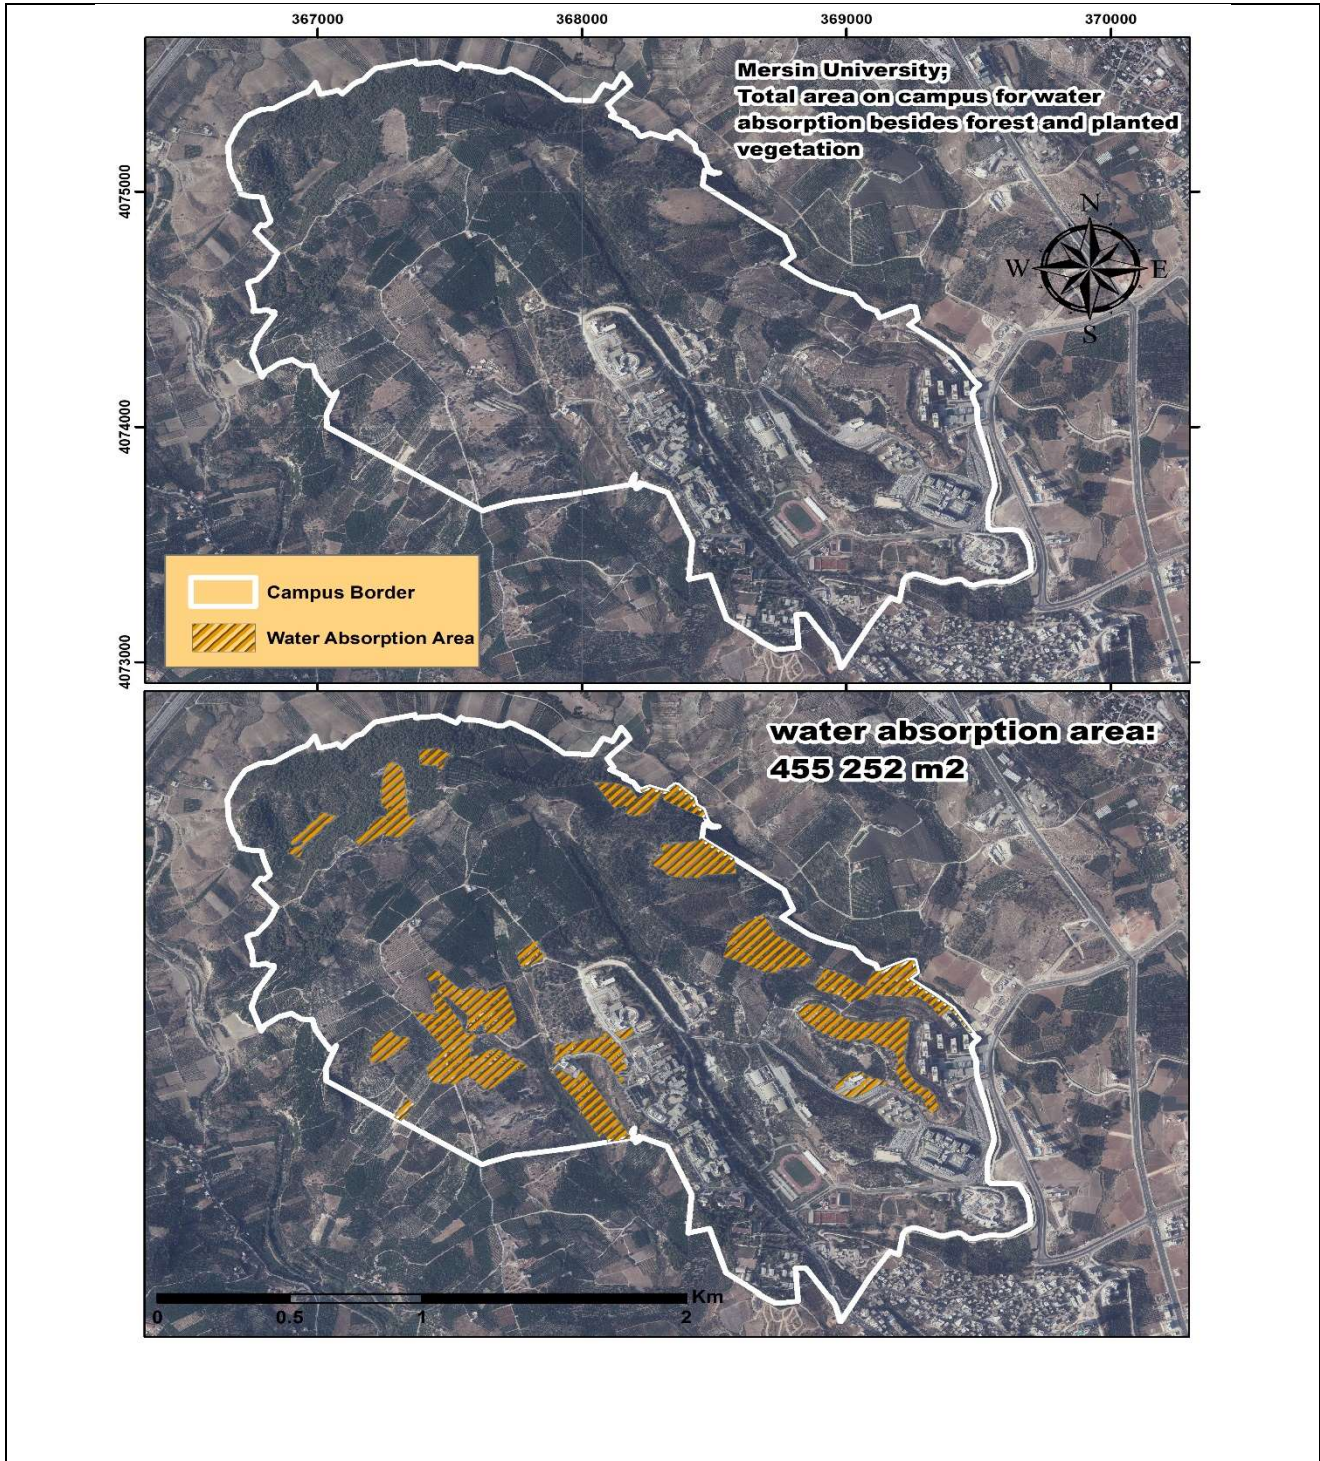 367000 368000 369000 370000
Mersin University;
Total area on campus for water
absorption besides forest and planted
vegetation
4075000
N
W E
S
4074000
Campus Border
Water Absorption Area
4073000
water absorption area:
455 252 m2
Km
0 0.5 1 2